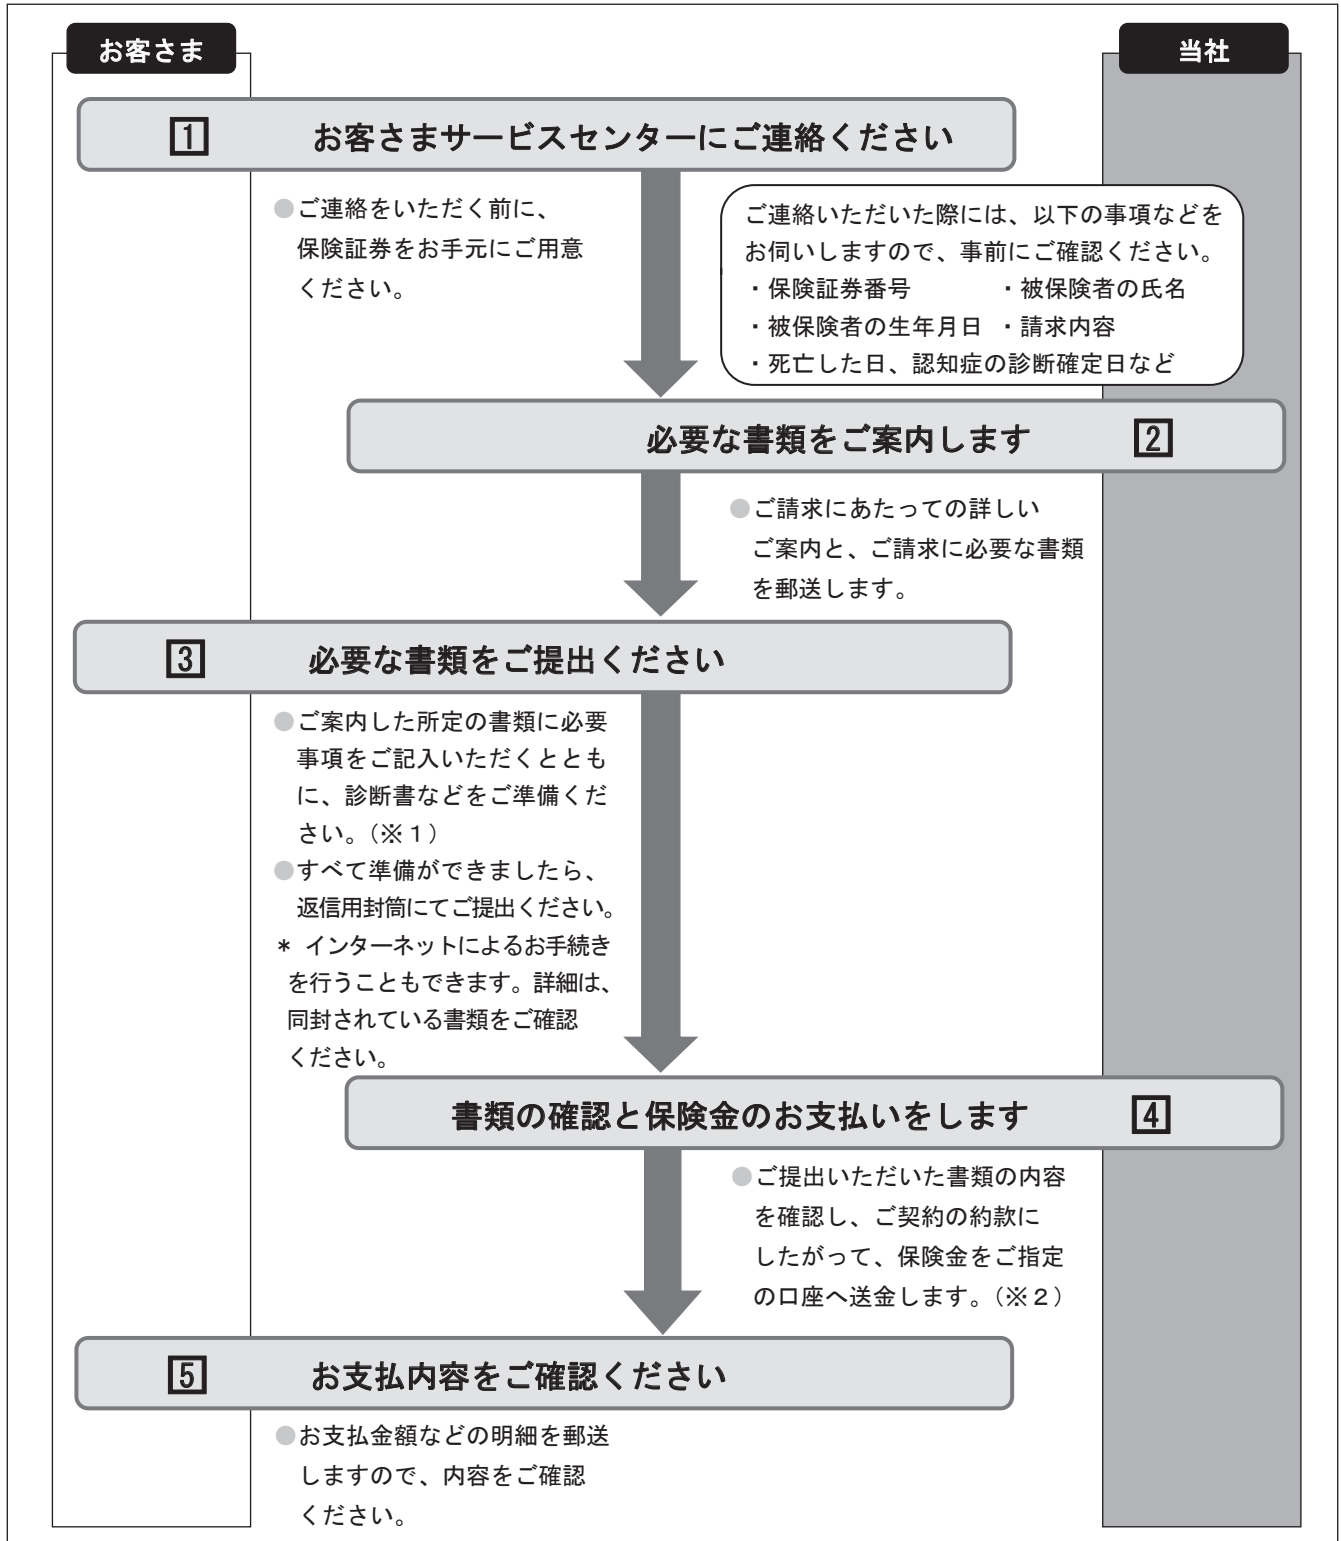 お客さま
当社
1 お客さまサービスセンターにご連絡ください
●ご連絡をいただく前に、
保険証券をお手元にご用意
ください。
ご連絡いただいた際には、以下の事項などを
お伺いしますので、事前にご確認ください。
・保険証券番号 ・被保険者の氏名
・被保険者の生年月日 ・請求内容
・死亡した日、認知症の診断確定日など
必要な書類をご案内します 2
●ご請求にあたっての詳しい
ご案内と、ご請求に必要な書類
を郵送します。
3 必要な書類をご提出ください
●ご案内した所定の書類に必要
事項をご記入いただくととも
に、診断書などをご準備くだ
さい。（※１）
●すべて準備ができましたら、
返信用封筒にてご提出ください。
* インターネットによるお手続き
を行うこともできます。詳細は、
同封されている書類をご確認
ください。
書類の確認と保険金のお支払いをします 4
●ご提出いただいた書類の内容
を確認し、ご契約の約款に
したがって、保険金をご指定
の口座へ送金します。（※２）
5 お支払内容をご確認ください
●お支払金額などの明細を郵送
しますので、内容をご確認
ください。